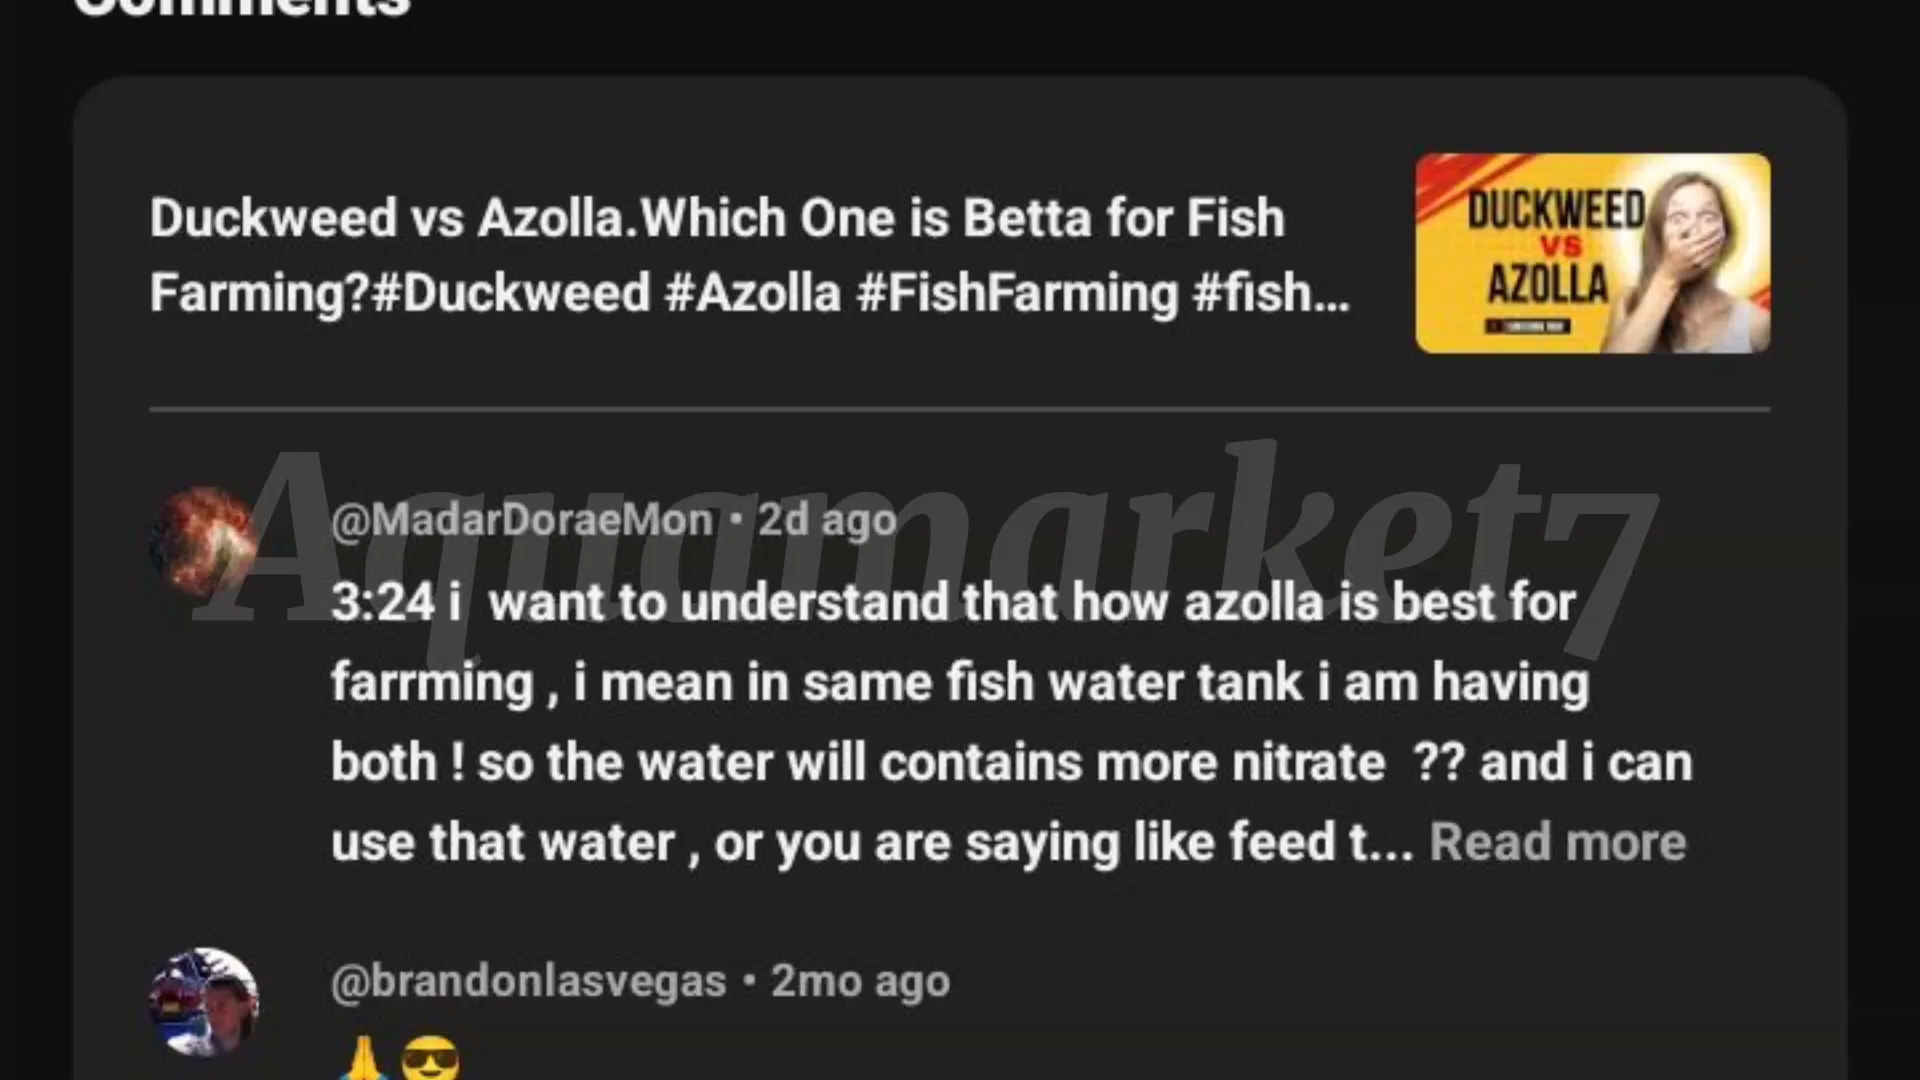 Comments
Duckweed vs Azolla.Which One is Betta for Fish
Farming?#Duckweed #Azolla #FishFarming #fish...
DUCKWEED
VS
AZOLLA
Aquamarket7
@MadarDoraeMon • 2d ago
3:24 i  want to understand that how azolla is best for
farrming , i mean in same fish water tank i am having
both ! so the water will contains more nitrate  ?? and i can
use that water , or you are saying like feed t... Read more
@brandonlasvegas • 2mo ago
🙏😎